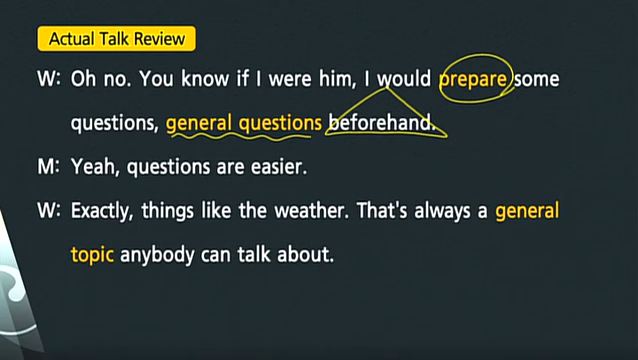 Actual Talk Review
W: Oh no. You know if I were him, I would prepare some
questions, general questions beforehand.
M: Yeah, questions are easier.
W: Exactly, things like the weather. That's always a general
topic anybody can talk about.